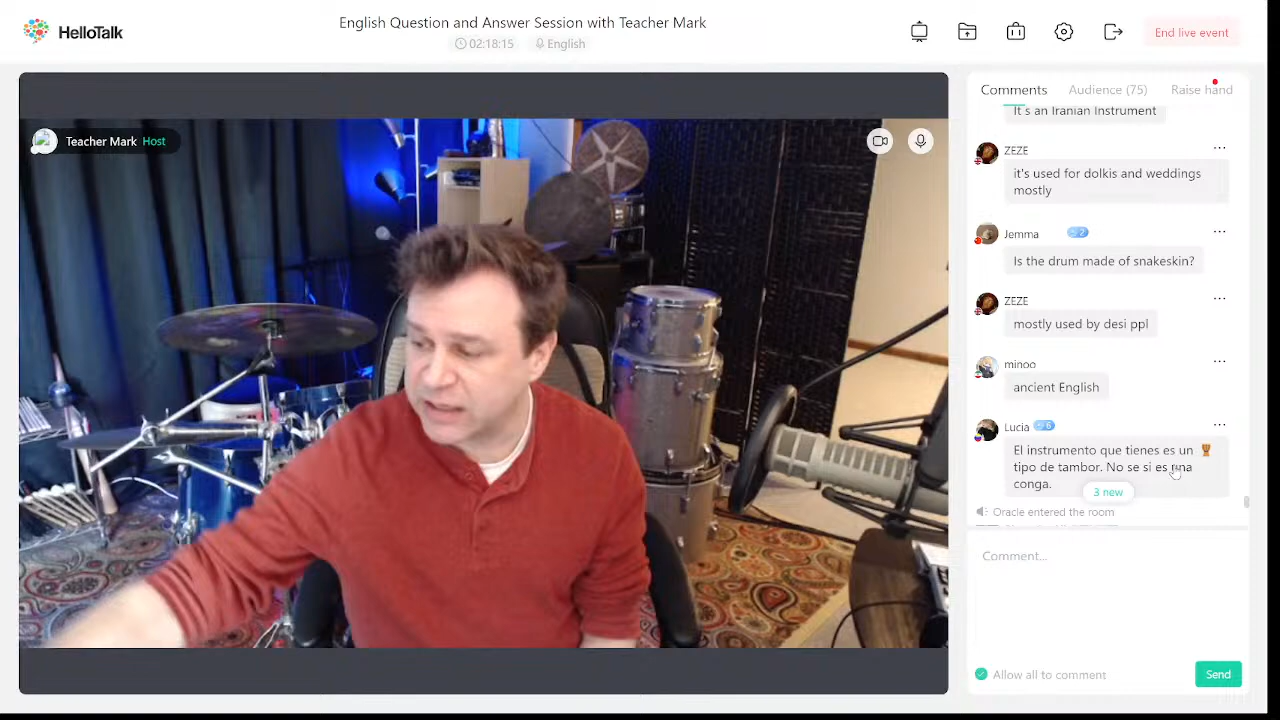 HelloTalk
English Question and Answer Session with Teacher Mark
02:18:15 English
End live event
Teacher Mark Host
Comments Audience (75) Raise hand
It's an Iranian Instrument
ZEZE
it's used for dolkis and weddings
mostly
Jemma 2
Is the drum made of snakeskin?
ZEZE
mostly used by desi ppl
minoo
ancient English
Lucia 6
El instrumento que tienes es un 🏆
tipo de tambor. No se si es una
conga.
3 new
Oracle entered the room
Comment...
Allow all to comment
Send